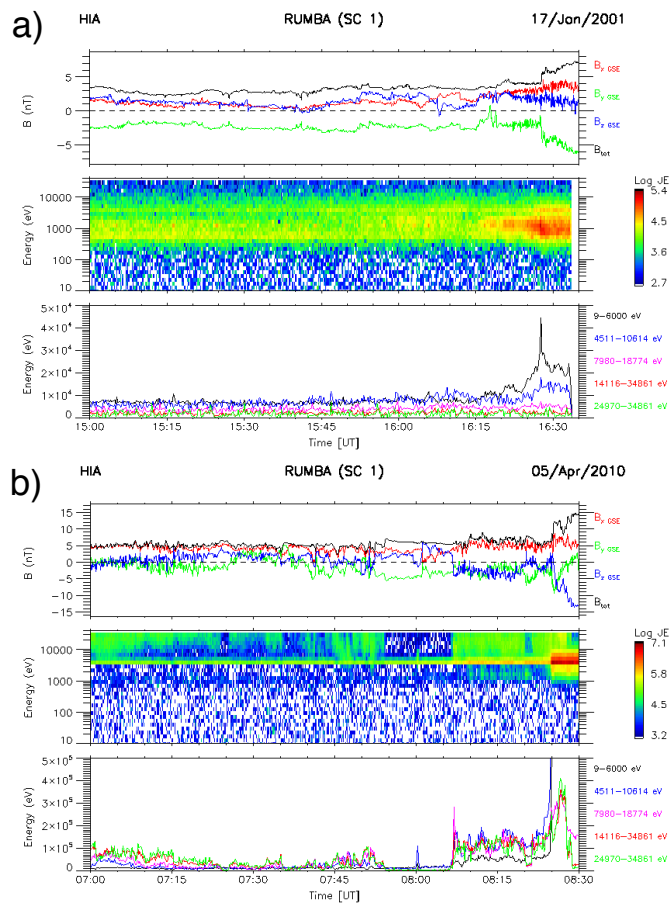 a)
HIA RUMBA (SC 1) 17/Jan/2001
B (nT)
5
0
-5
Bx GSE
By GSE
Bz GSE
Btot
Energy (eV)
10000
1000
100
10
Log JE
5.4
4.5
3.6
2.7
Energy (eV)
5×10⁴
4×10⁴
3×10⁴
2×10⁴
1×10⁴
0
9-6000 eV
4511-10614 eV
7980-18774 eV
14116-34861 eV
24970-34861 eV
15:00 15:15 15:30 15:45 16:00 16:15 16:30
Time [UT]
b)
HIA RUMBA (SC 1) 05/Apr/2010
B (nT)
15
10
5
0
-5
-10
-15
Bx GSE
By GSE
Bz GSE
Btot
Energy (eV)
10000
1000
100
10
Log JE
7.1
5.8
4.5
3.2
Energy (eV)
5×10⁵
4×10⁵
3×10⁵
2×10⁵
1×10⁵
0
9-6000 eV
4511-10614 eV
7980-18774 eV
14116-34861 eV
24970-34861 eV
07:00 07:15 07:30 07:45 08:00 08:15 08:30
Time [UT]